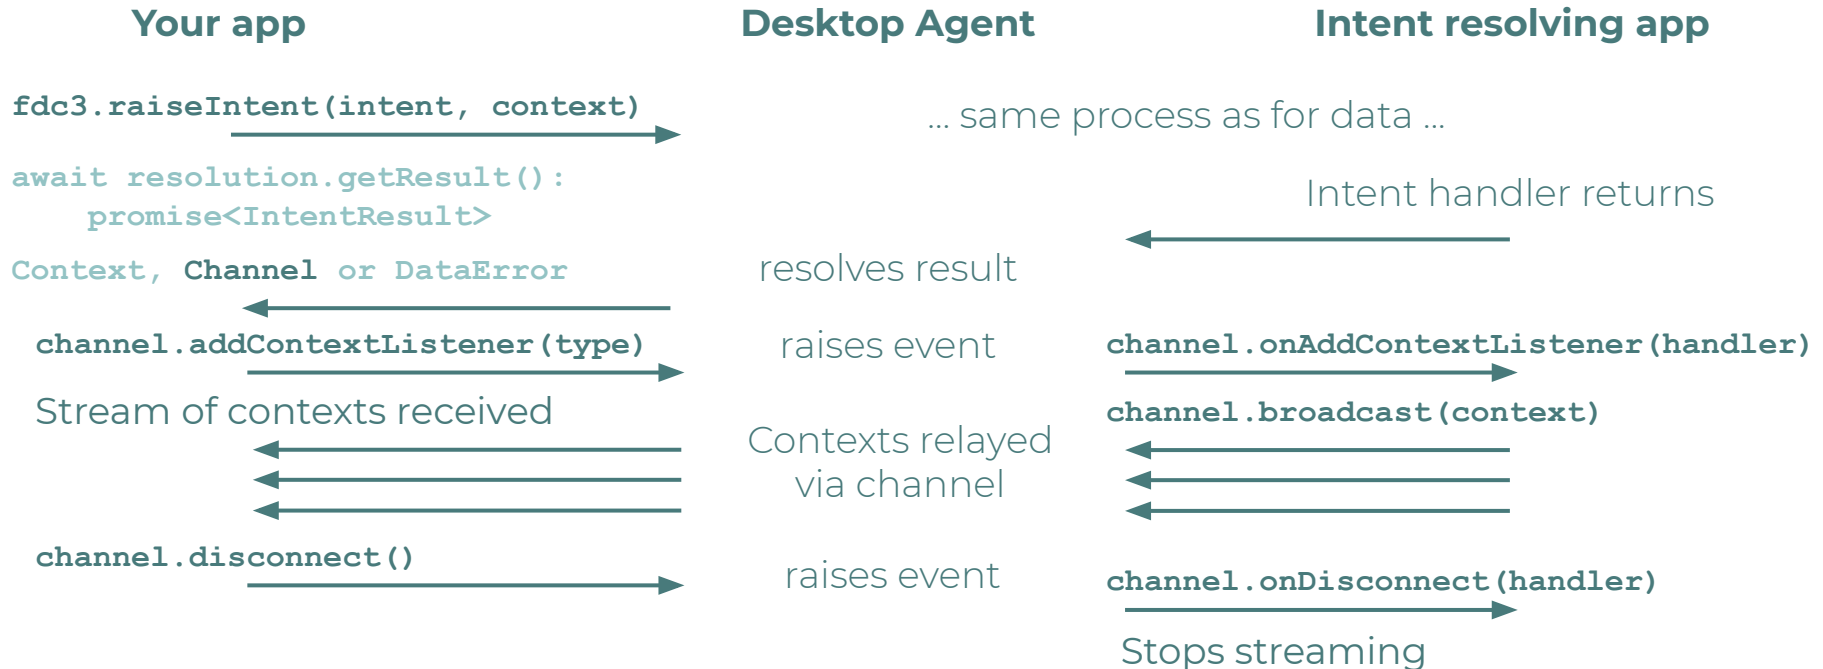 Your app
Desktop Agent
Intent resolving app
fdc3.raiseIntent(intent, context)
... same process as for data ...
await resolution.getResult():
promise<IntentResult>
Intent handler returns
Context, Channel or DataError
resolves result
channel.addContextListener(type)
raises event
channel.onAddContextListener(handler)
Stream of contexts received
channel.broadcast(context)
Contexts relayed
via channel
channel.disconnect()
raises event
channel.onDisconnect(handler)
Stops streaming